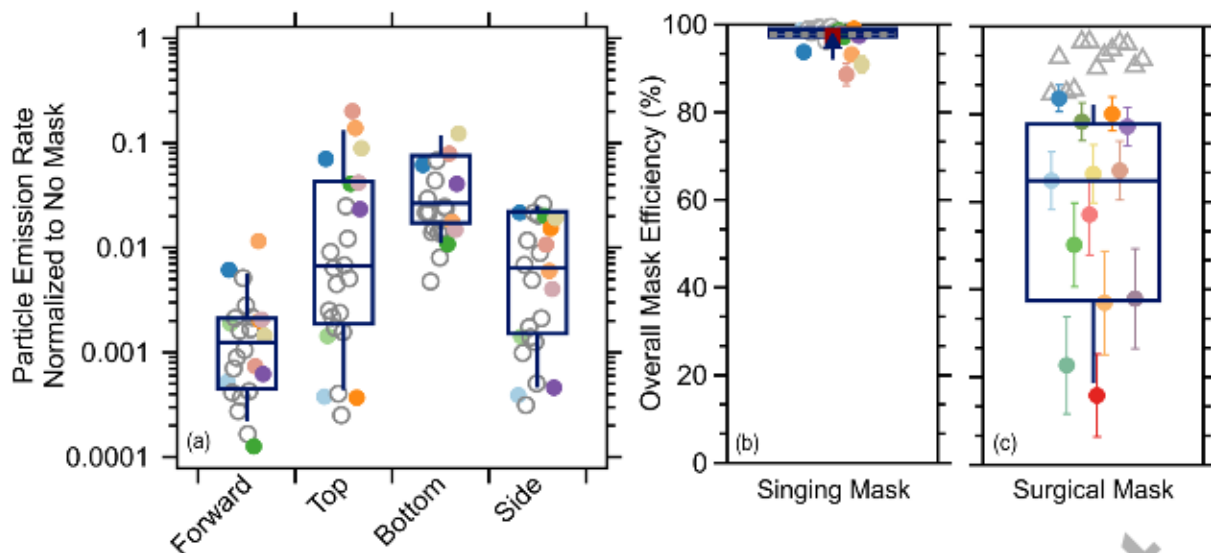 Particle Emission Rate
Normalized to No Mask
1
0.1
0.01
0.001
0.0001
(a)
Forward
Top
Bottom
Side
Overall Mask Efficiency (%)
100
80
60
40
20
0
(b)
Singing Mask
(c)
Surgical Mask